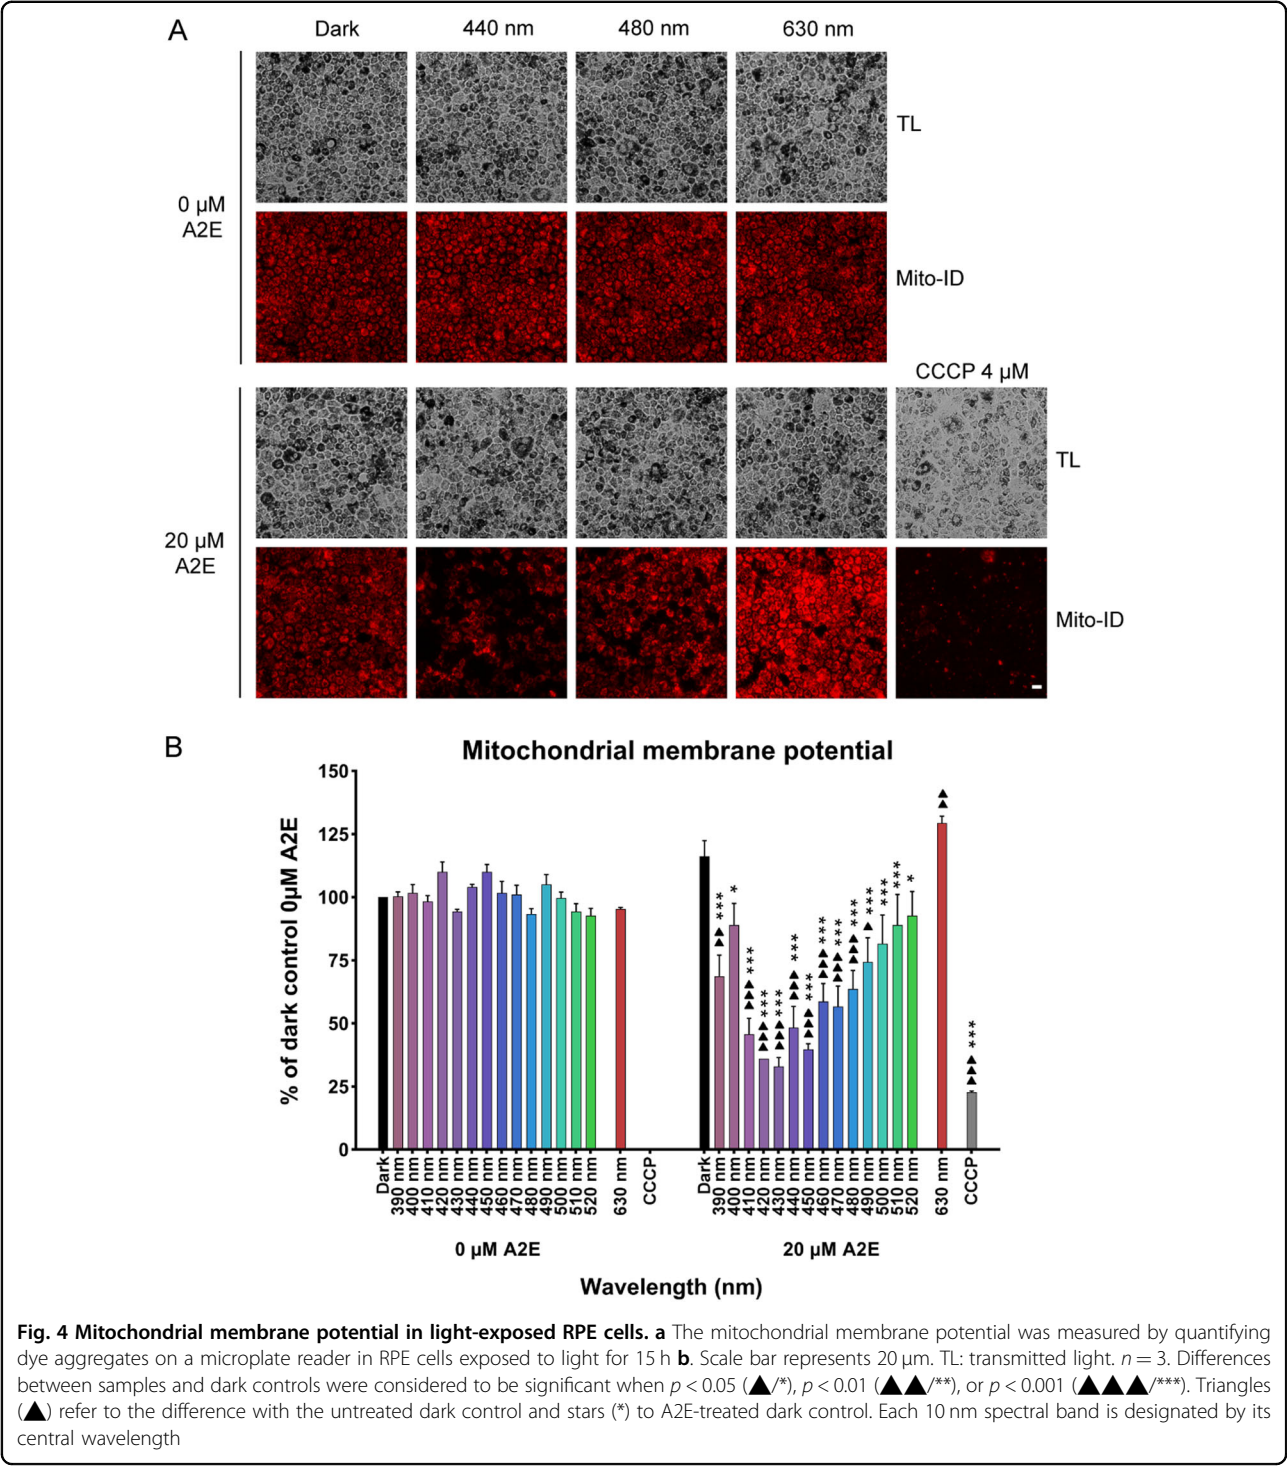 A
Dark 440 nm 480 nm 630 nm
TL
0 µM
A2E
Mito-ID
CCCP 4 µM
TL
20 µM
A2E
Mito-ID
B
Mitochondrial membrane potential
% of dark control 0µM A2E
150
125
100
75
50
25
0
▲▲ *** * ▲▲▲ *** ▲▲▲ *** ▲▲▲ *** ▲▲▲ *** ▲▲▲ *** ▲▲▲ *** ▲▲▲ *** ▲▲▲ *** ▲ *** *** *** * ▲▲ ▲▲▲ ***
Dark 390 nm 400 nm 410 nm 420 nm 430 nm 440 nm 450 nm 460 nm 470 nm 480 nm 490 nm 500 nm 510 nm 520 nm 630 nm CCCP Dark 390 nm 400 nm 410 nm 420 nm 430 nm 440 nm 450 nm 460 nm 470 nm 480 nm 490 nm 500 nm 510 nm 520 nm 630 nm CCCP
0 µM A2E 20 µM A2E
Wavelength (nm)
Fig. 4 Mitochondrial membrane potential in light-exposed RPE cells. a The mitochondrial membrane potential was measured by quantifying
dye aggregates on a microplate reader in RPE cells exposed to light for 15 h b. Scale bar represents 20 µm. TL: transmitted light. n = 3. Differences
between samples and dark controls were considered to be significant when p < 0.05 (▲/*), p < 0.01 (▲▲/**), or p < 0.001 (▲▲▲/***). Triangles
(▲) refer to the difference with the untreated dark control and stars (*) to A2E-treated dark control. Each 10 nm spectral band is designated by its
central wavelength